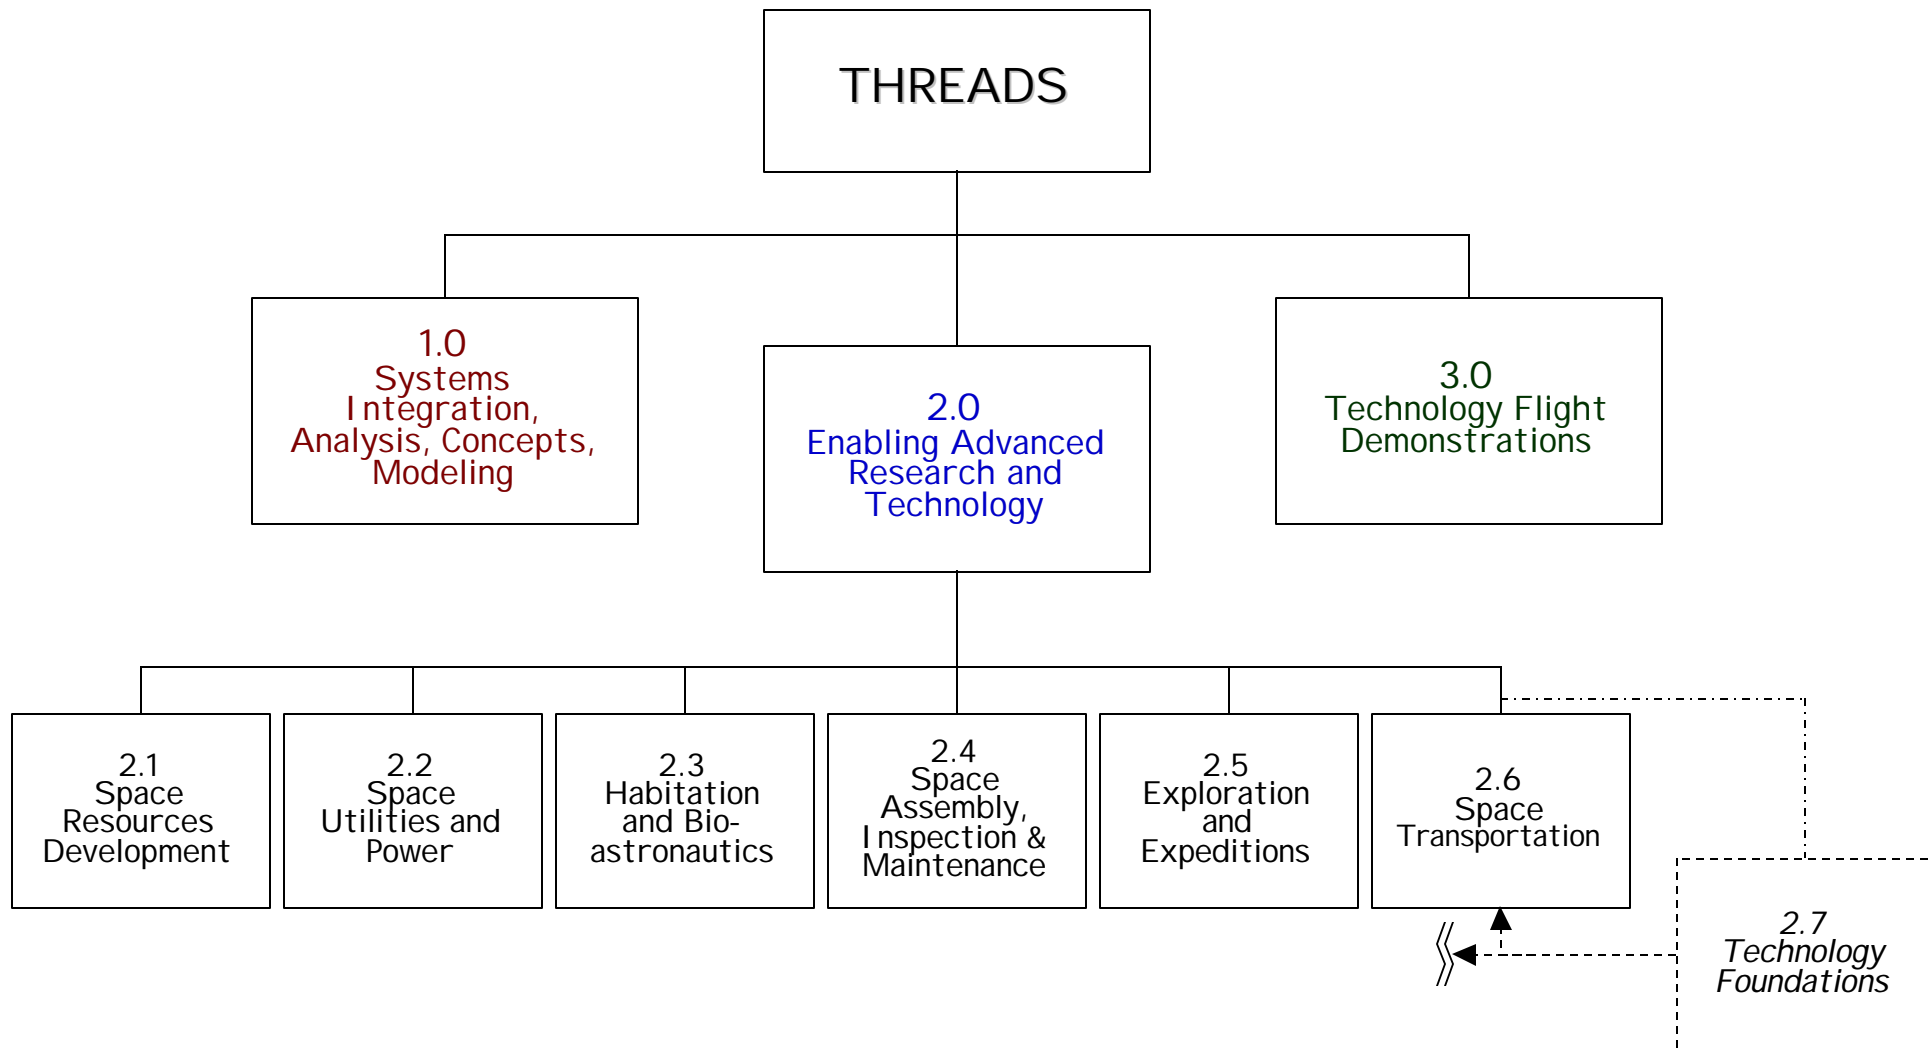 THREADS
1.0
Systems
Integration,
Analysis, Concepts,
Modeling
2.0
Enabling Advanced
Research and
Technology
3.0
Technology Flight
Demonstrations
2.1
Space
Resources
Development
2.2
Space
Utilities and
Power
2.3
Habitation
and Bio-
astronautics
2.4
Space
Assembly,
Inspection &
Maintenance
2.5
Exploration
and
Expeditions
2.6
Space
Transportation
2.7
Technology
Foundations